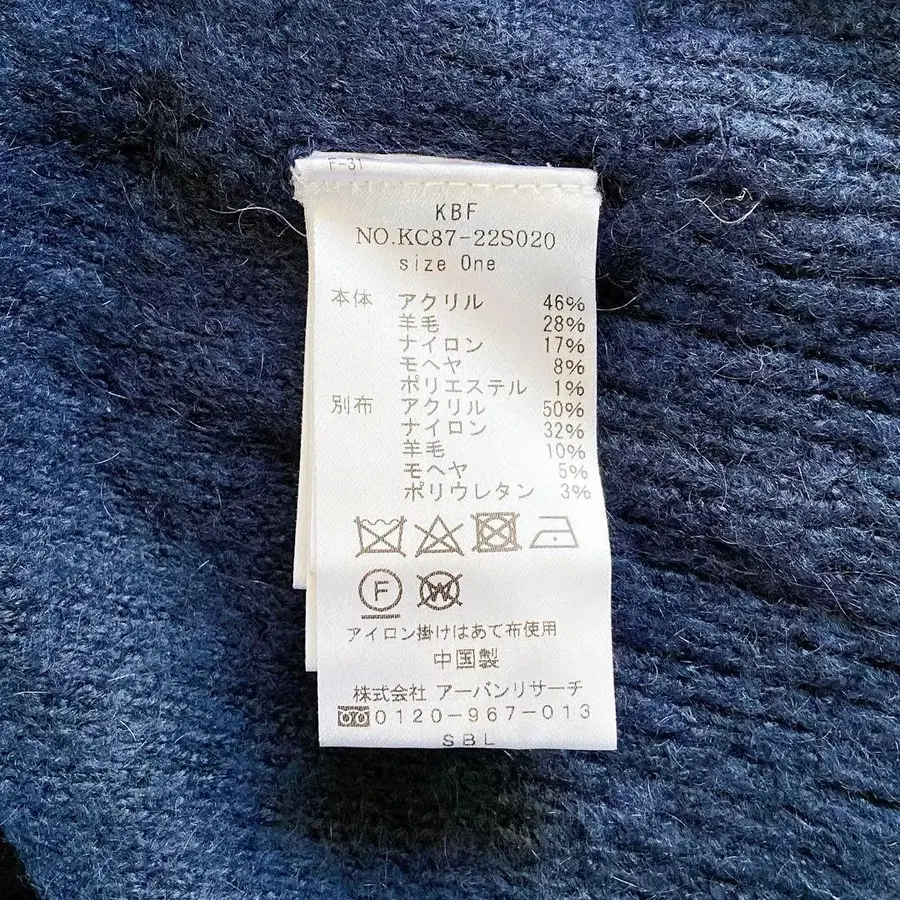 F-31
KBF
NO.KC87-22S020
size One
本体 アクリル 46%
羊毛 28%
ナイロン 17%
モヘヤ 8%
ポリエステル 1%
別布 アクリル 50%
ナイロン 32%
羊毛 10%
モヘヤ 5%
ポリウレタン 3%
F W
アイロン掛けはあて布使用
中国製
株式会社 アーバンリサーチ
0120-967-013
SBL